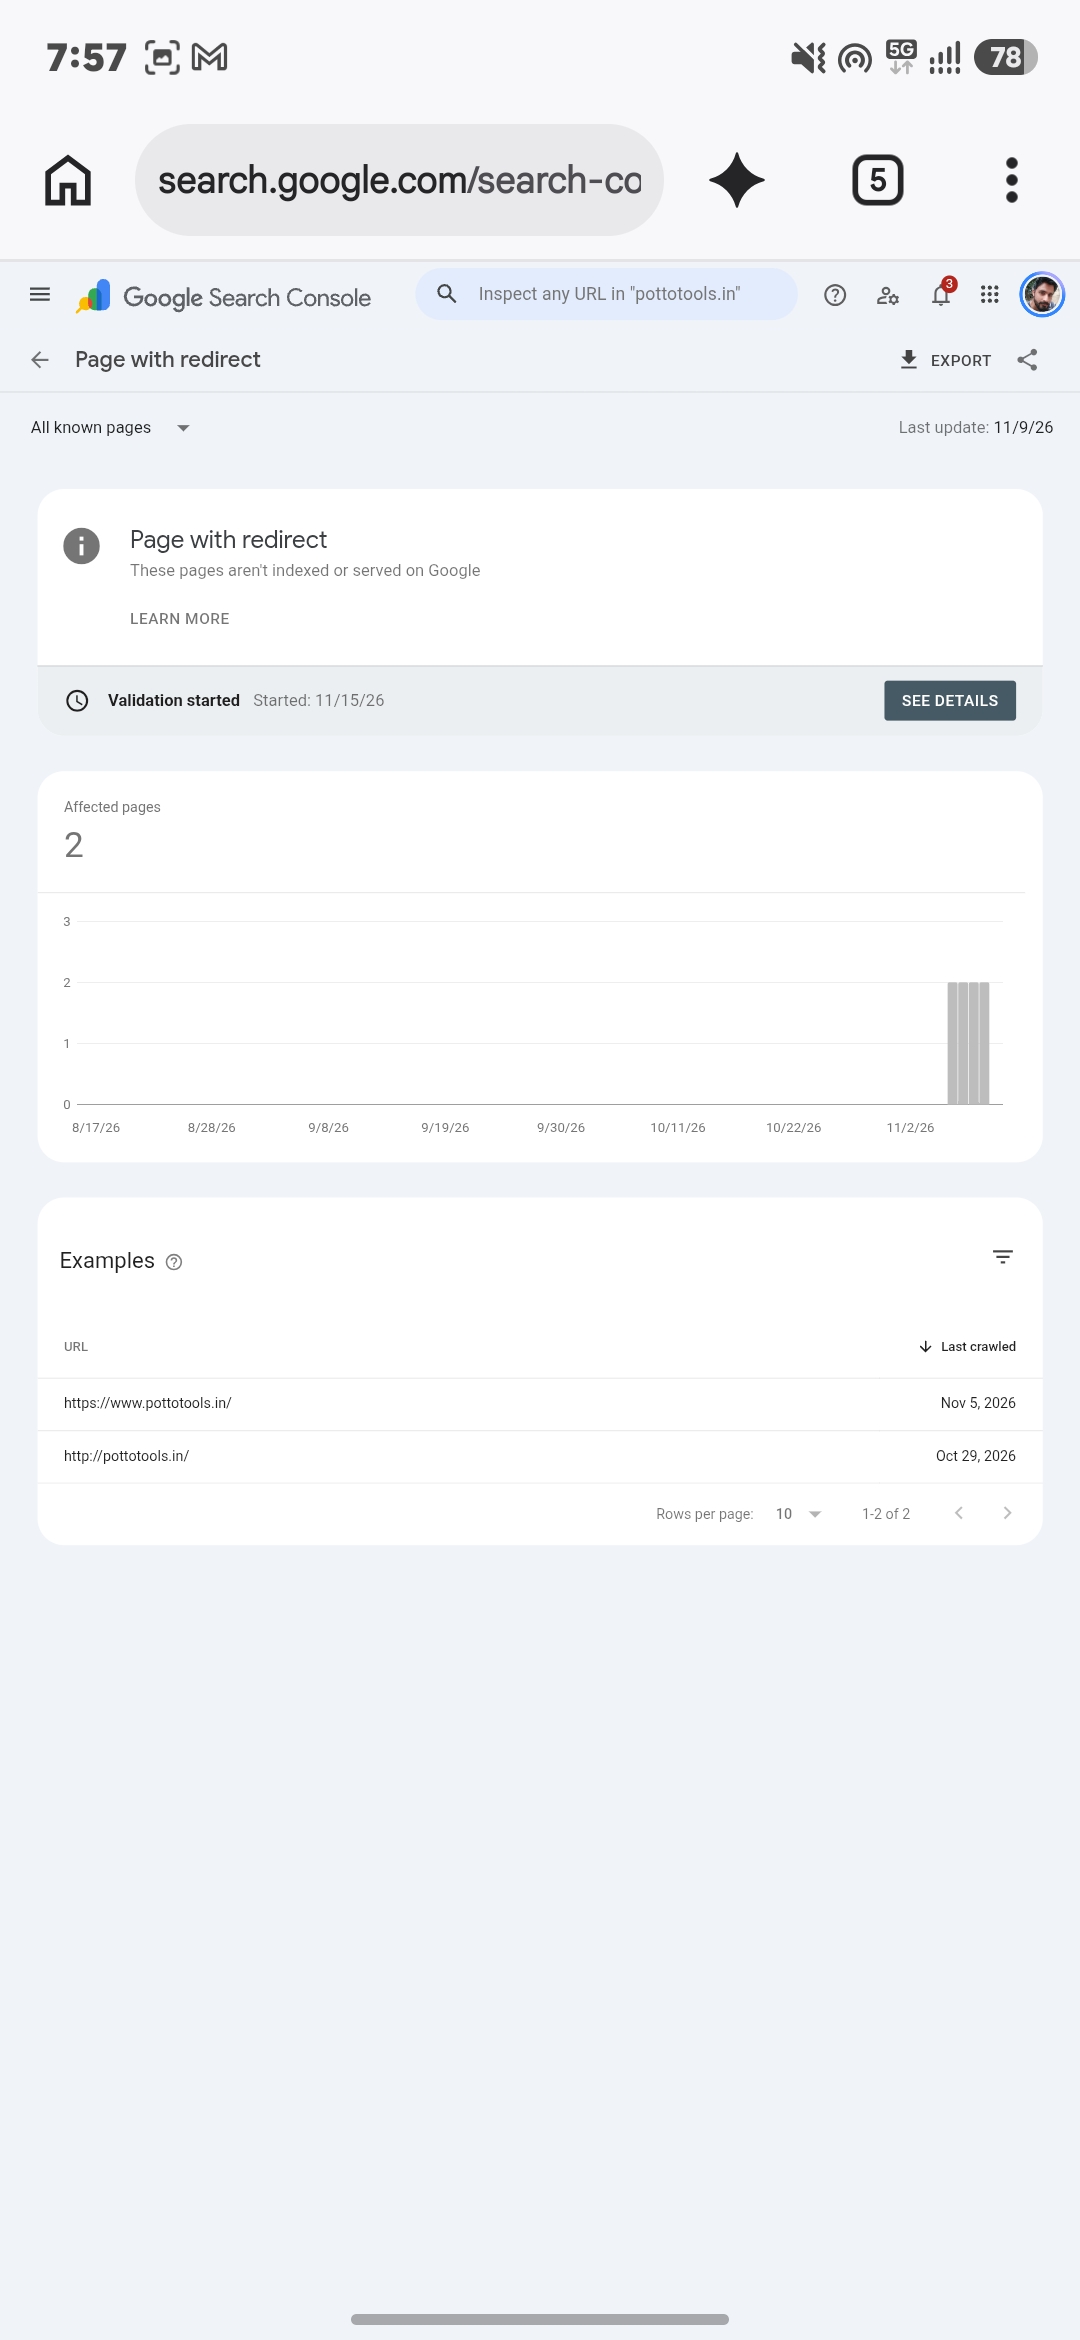 7:57
5G
78
search.google.com/search-co
5
Google Search Console
Inspect any URL in "pottotools.in"
3
Page with redirect
EXPORT
All known pages
Last update: 11/9/26
Page with redirect
These pages aren't indexed or served on Google
LEARN MORE
Validation started Started: 11/15/26
SEE DETAILS
Affected pages
2
3
2
1
0
8/17/26 8/28/26 9/8/26 9/19/26 9/30/26 10/11/26 10/22/26 11/2/26
Examples
URL
Last crawled
https://www.pottotools.in/ Nov 5, 2026
http://pottotools.in/ Oct 29, 2026
Rows per page: 10 1-2 of 2